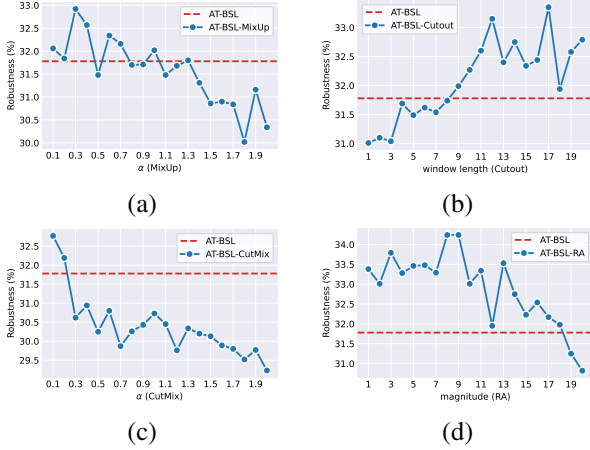 33.0
32.5
32.0
31.5
31.0
30.5
30.0
Robustness (%)
AT-BSL
AT-BSL-MixUp
0.1 0.3 0.5 0.7 0.9 1.1 1.3 1.5 1.7 1.9
α (MixUp)
(a)
33.0
32.5
32.0
31.5
31.0
Robustness (%)
AT-BSL
AT-BSL-Cutout
1 3 5 7 9 11 13 15 17 19
window length (Cutout)
(b)
32.5
32.0
31.5
31.0
30.5
30.0
29.5
Robustness (%)
AT-BSL
AT-BSL-CutMix
0.1 0.3 0.5 0.7 0.9 1.1 1.3 1.5 1.7 1.9
α (CutMix)
(c)
34.0
33.5
33.0
32.5
32.0
31.5
31.0
Robustness (%)
AT-BSL
AT-BSL-RA
1 3 5 7 9 11 13 15 17 19
magnitude (RA)
(d)